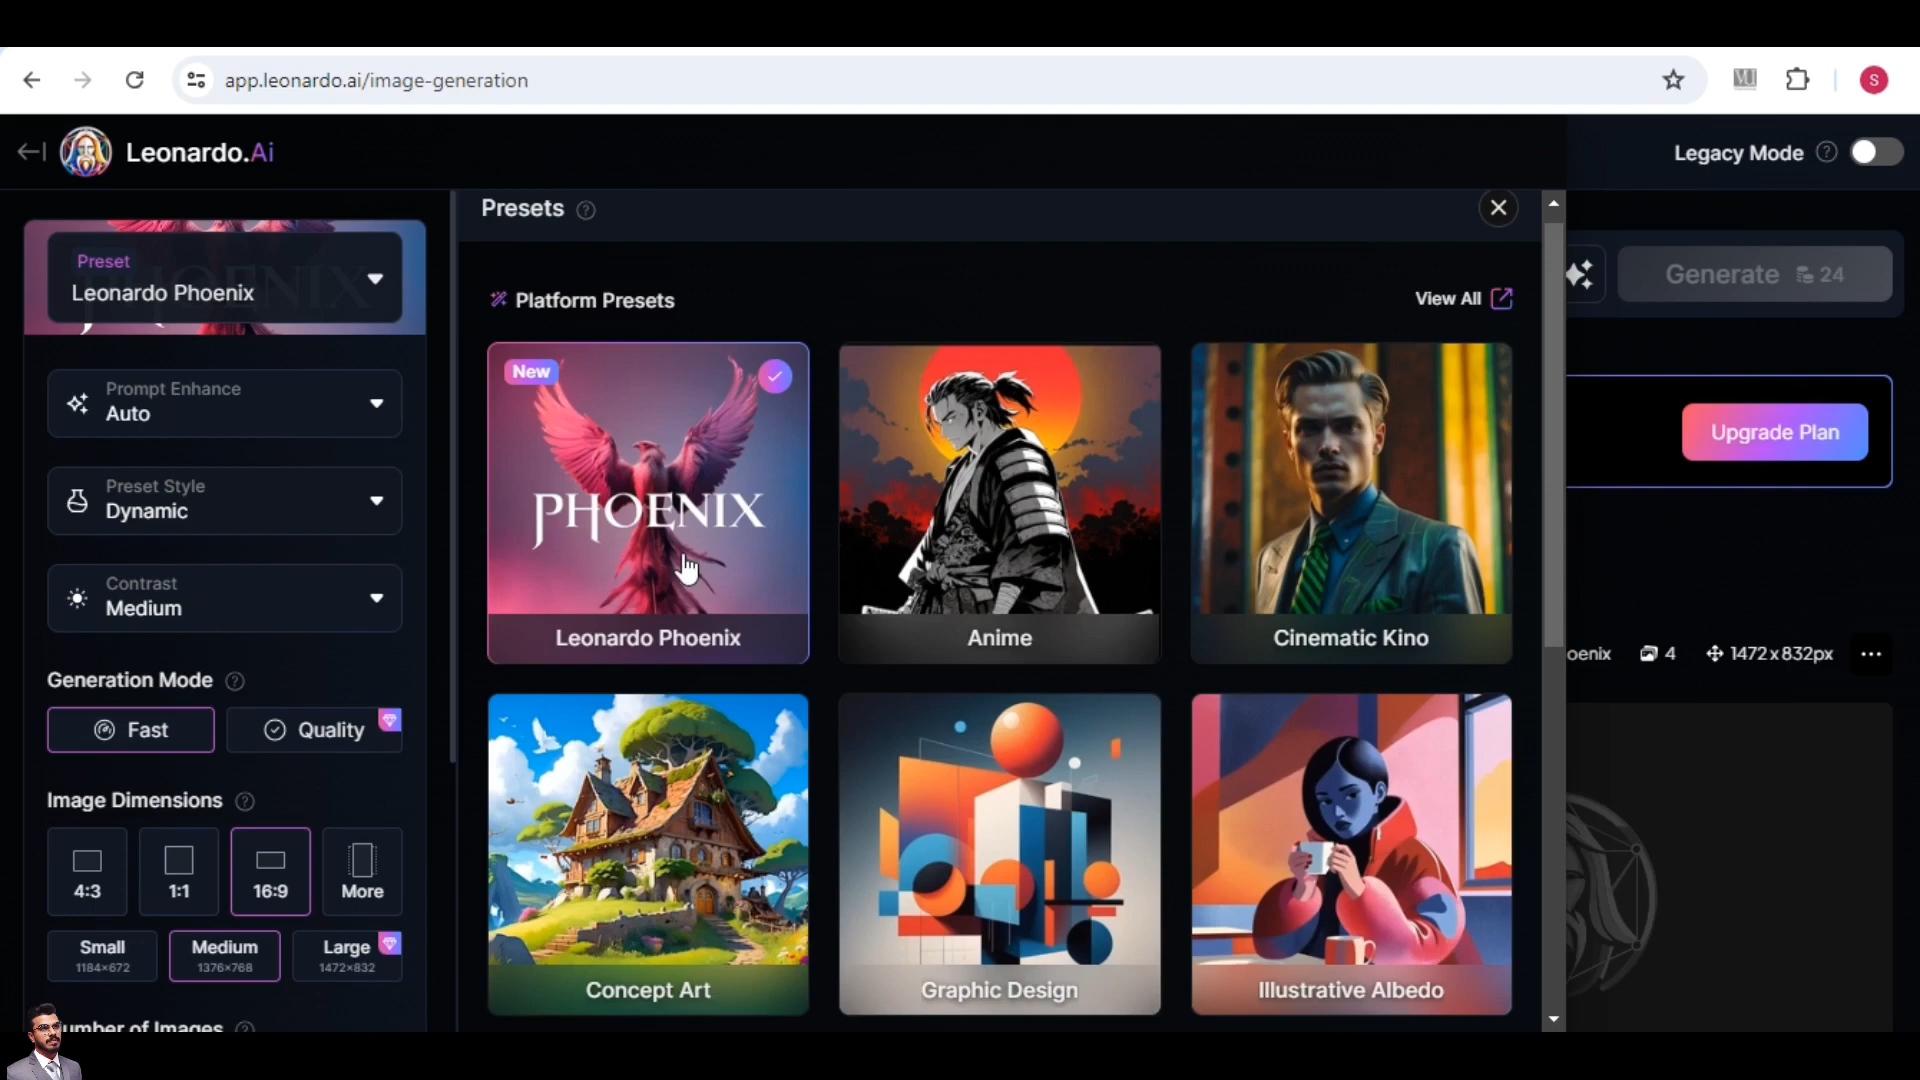 app.leonardo.ai/image-generation
S
Leonardo.Ai
Legacy Mode
Preset
Leonardo Phoenix
Prompt Enhance
Auto
Preset Style
Dynamic
Contrast
Medium
Generation Mode
Fast
Quality
Image Dimensions
4:3
1:1
16:9
More
Small
1184×672
Medium
1376×768
Large
1472×832
Number of Images
Presets
Platform Presets
View All
New
PHOENIX
Leonardo Phoenix
Anime
Cinematic Kino
Concept Art
Graphic Design
Illustrative Albedo
Generate 24
Upgrade Plan
oenix 4 1472x832px